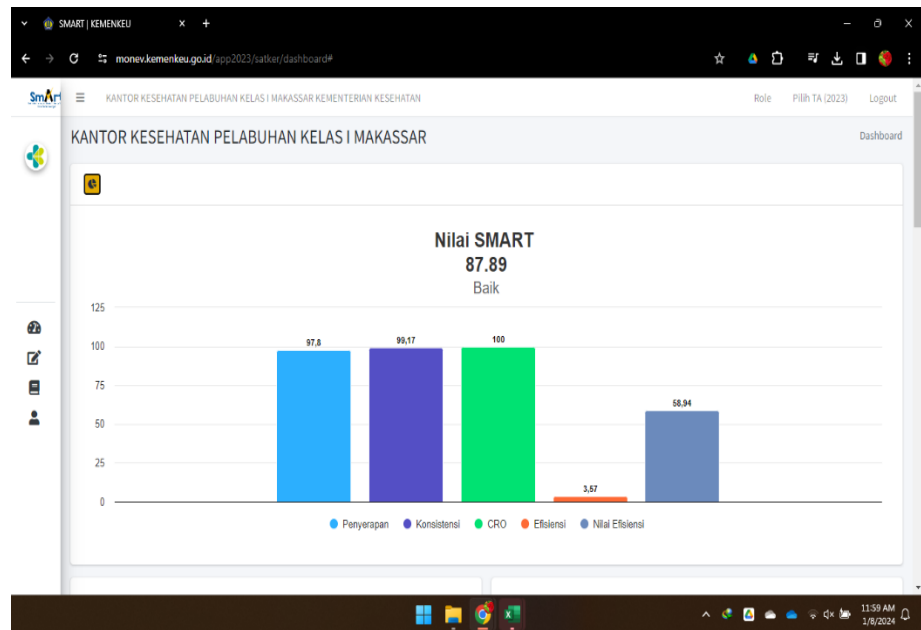 SMART | KEMENKEU
monev.kemenkeu.go.id/app2023/satker/dashboard#
SmArt
KANTOR KESEHATAN PELABUHAN KELAS I MAKASSAR KEMENTERIAN KESEHATAN
Role Pilih TA (2023) Logout
KANTOR KESEHATAN PELABUHAN KELAS I MAKASSAR
Dashboard
Nilai SMART
87.89
Baik
125
100
75
50
25
0
97,8
99,17
100
3,57
58,94
Penyerapan Konsistensi CRO Efisiensi Nilai Efisiensi
11:59 AM
1/8/2024